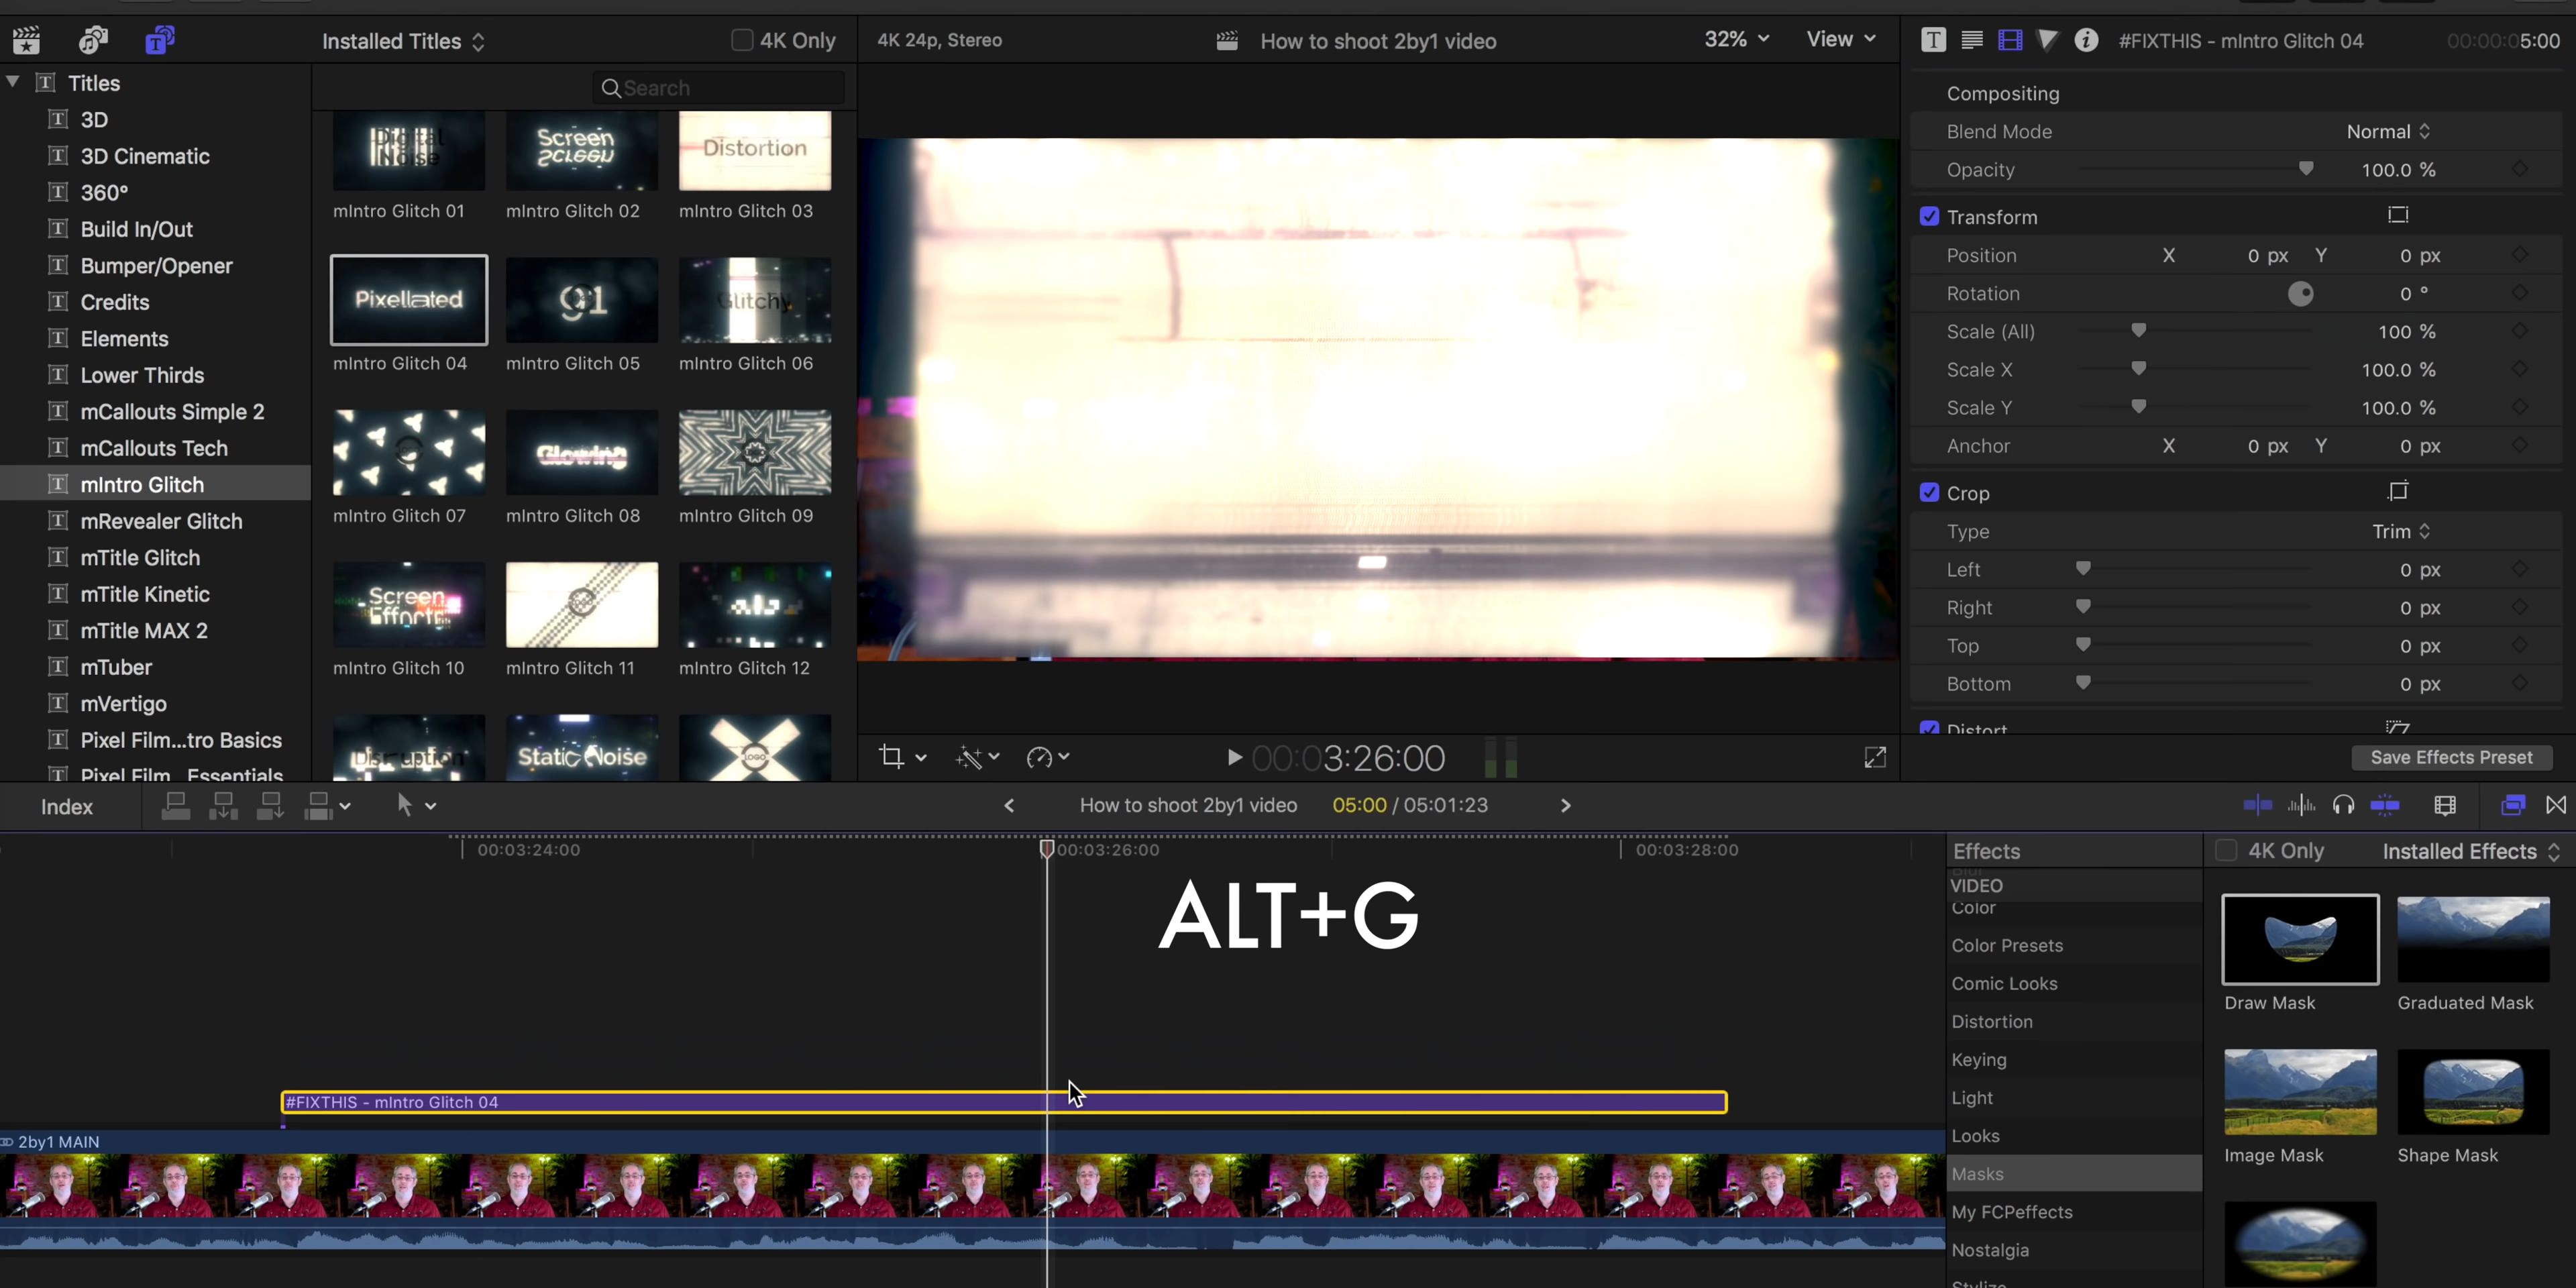 Installed Titles
4K Only
4K 24p, Stereo
How to shoot 2by1 video
32%
View
#FIXTHIS - mIntro Glitch 04
00:00:05:00
Titles
3D
3D Cinematic
360°
Build In/Out
Bumper/Opener
Credits
Elements
Lower Thirds
mCallouts Simple 2
mCallouts Tech
mIntro Glitch
mRevealer Glitch
mTitle Glitch
mTitle Kinetic
mTitle MAX 2
mTuber
mVertigo
Pixel Film...tro Basics
Pixel Film...Essentials
Search
Digital
Noise
Screen
Distortion
mIntro Glitch 01
mIntro Glitch 02
mIntro Glitch 03
Pixellated
Glitchy
mIntro Glitch 04
mIntro Glitch 05
mIntro Glitch 06
Glowing
mIntro Glitch 07
mIntro Glitch 08
mIntro Glitch 09
Screen
Effects
mIntro Glitch 10
mIntro Glitch 11
mIntro Glitch 12
Disruption
Static Noise
LOGO
00:03:26:00
Compositing
Blend Mode
Normal
Opacity
100.0 %
Transform
Position X 0 px Y 0 px
Rotation 0 °
Scale (All) 100 %
Scale X 100.0 %
Scale Y 100.0 %
Anchor X 0 px Y 0 px
Crop
Type Trim
Left 0 px
Right 0 px
Top 0 px
Bottom 0 px
Distort
Save Effects Preset
Index
How to shoot 2by1 video
05:00 / 05:01:23
00:03:24:00
00:03:26:00
00:03:28:00
ALT+G
#FIXTHIS - mIntro Glitch 04
2by1 MAIN
Effects
4K Only
Installed Effects
Blur
VIDEO
Color
Color Presets
Comic Looks
Distortion
Keying
Light
Looks
Masks
My FCPeffects
Nostalgia
Stylize
Draw Mask
Graduated Mask
Image Mask
Shape Mask